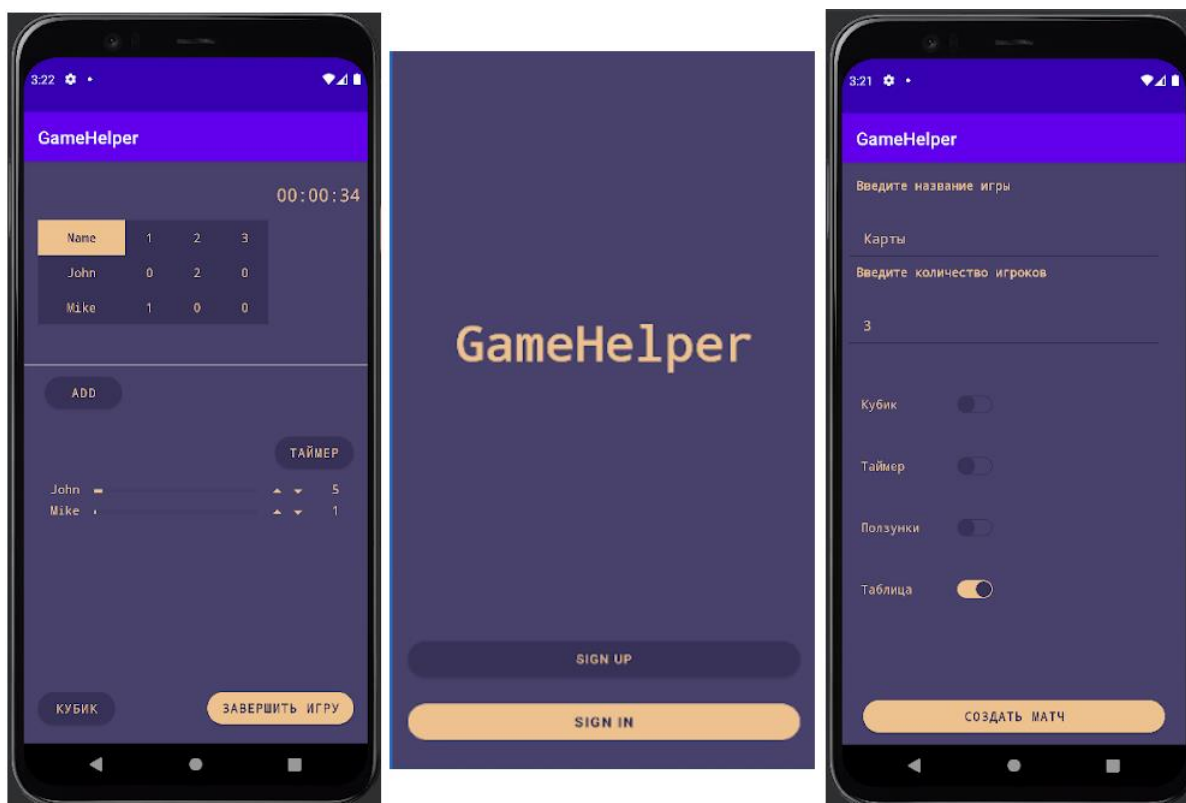 3:22
GameHelper
00:00:34
Name 1 2 3
John 0 2 0
Mike 1 0 0
ADD
ТАЙМЕР
John 5
Mike 1
КУБИК ЗАВЕРШИТЬ ИГРУ
GameHelper
SIGN UP
SIGN IN
3:21
GameHelper
Введите название игры
Карты
Введите количество игроков
3
Кубик
Таймер
Ползунки
Таблица
СОЗДАТЬ МАТЧ